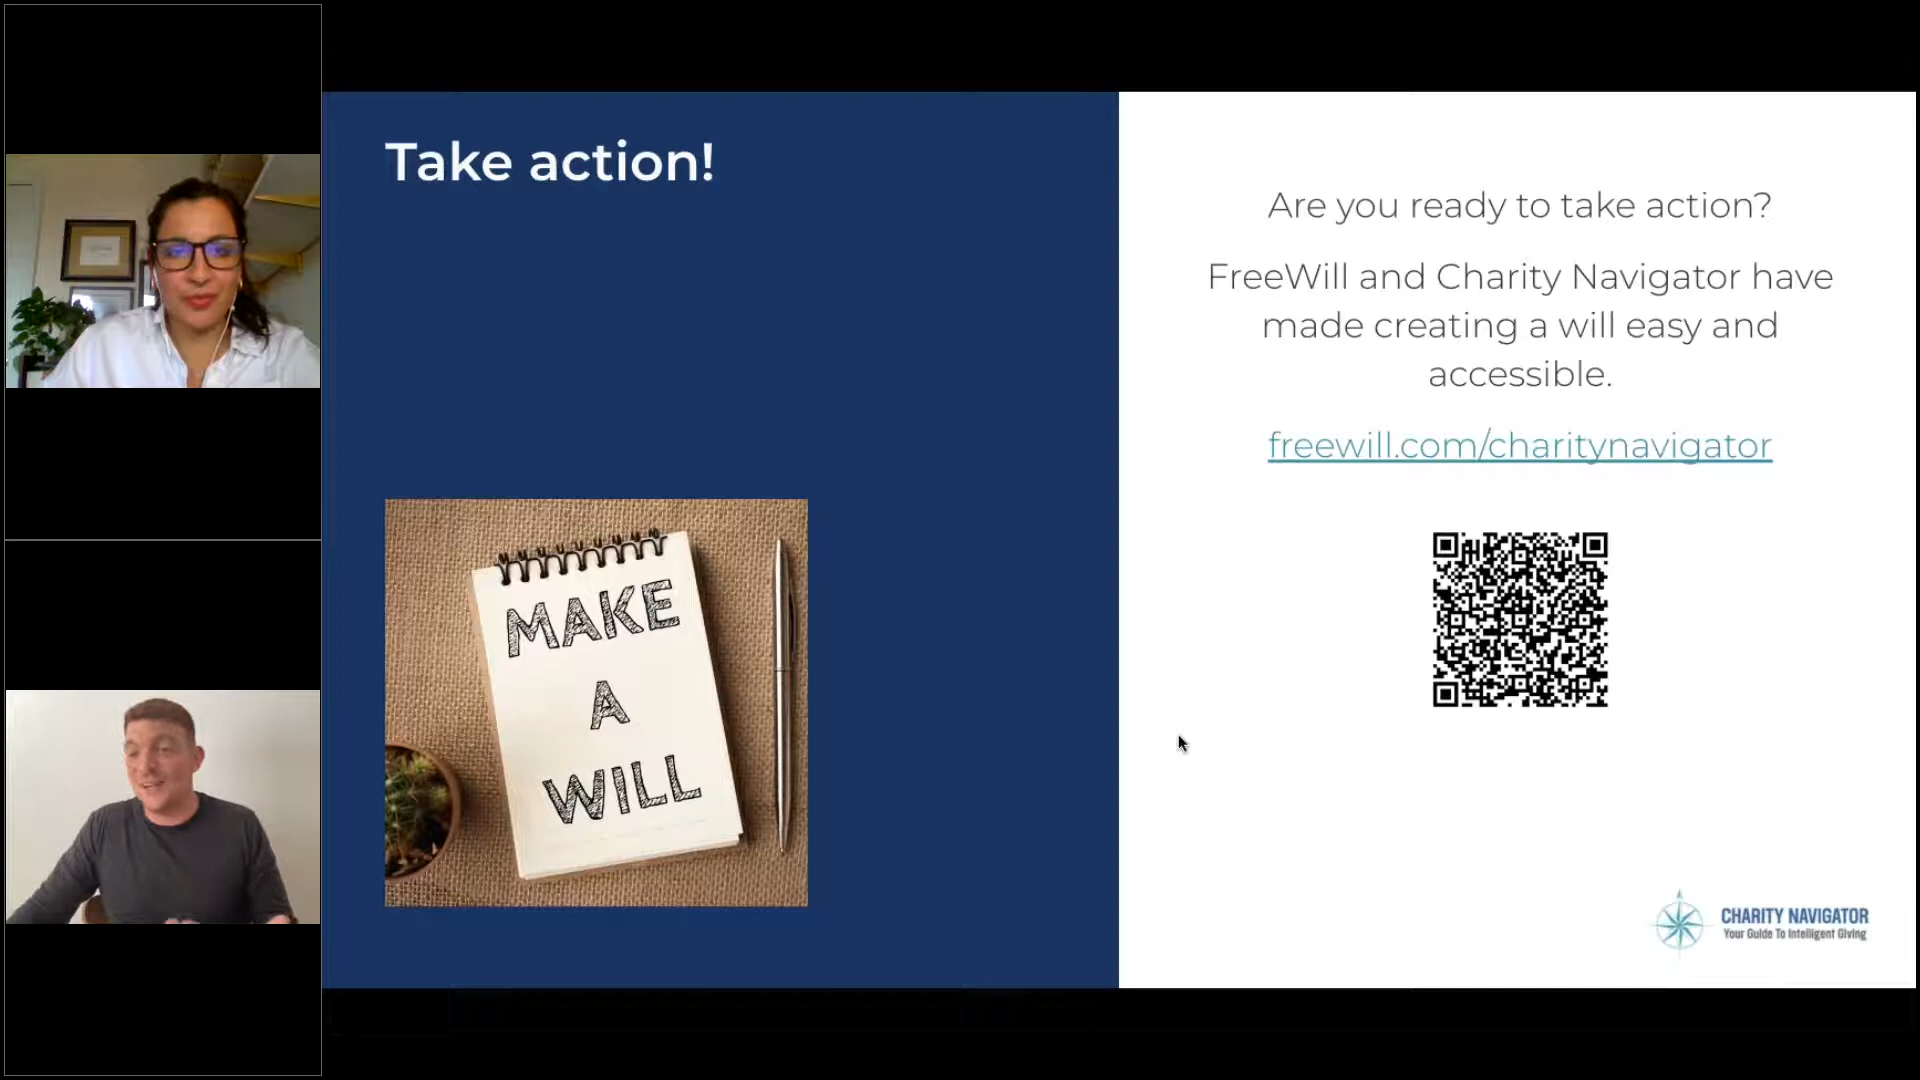 Take action!
Are you ready to take action?
FreeWill and Charity Navigator have
made creating a will easy and
accessible.
freewill.com/charitynavigator
MAKE
A
WILL
CHARITY NAVIGATOR
Your Guide To Intelligent Giving